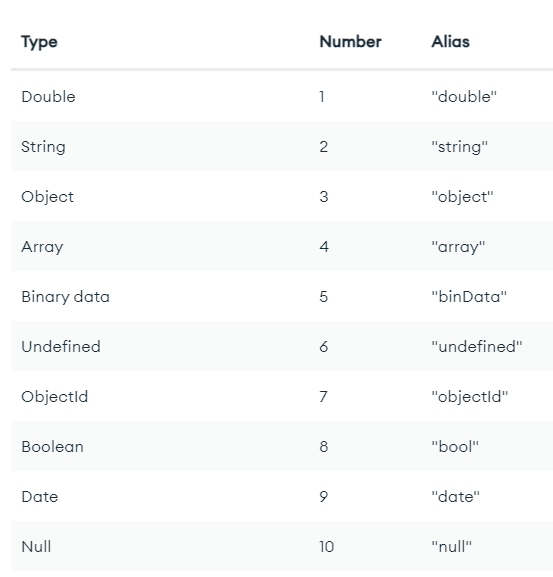 Type Number Alias
Double 1 "double"
String 2 "string"
Object 3 "object"
Array 4 "array"
Binary data 5 "binData"
Undefined 6 "undefined"
ObjectId 7 "objectId"
Boolean 8 "bool"
Date 9 "date"
Null 10 "null"